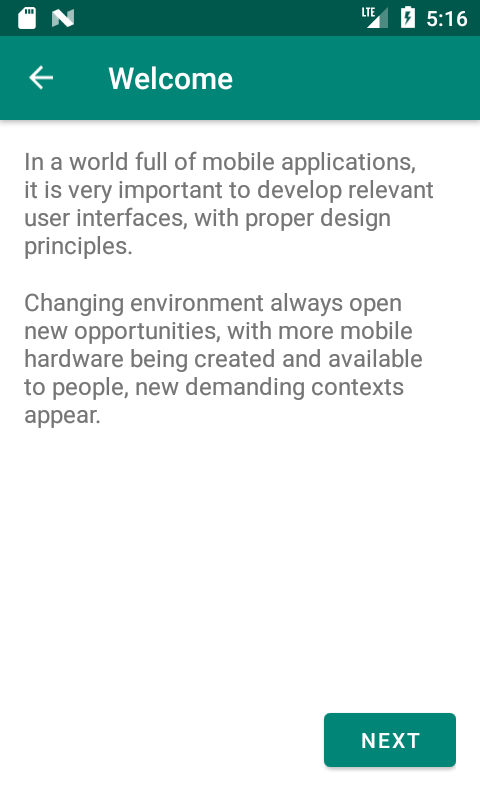 LTE 5:16
Welcome
In a world full of mobile applications,
it is very important to develop relevant
user interfaces, with proper design
principles.
Changing environment always open
new opportunities, with more mobile
hardware being created and available
to people, new demanding contexts
appear.
NEXT